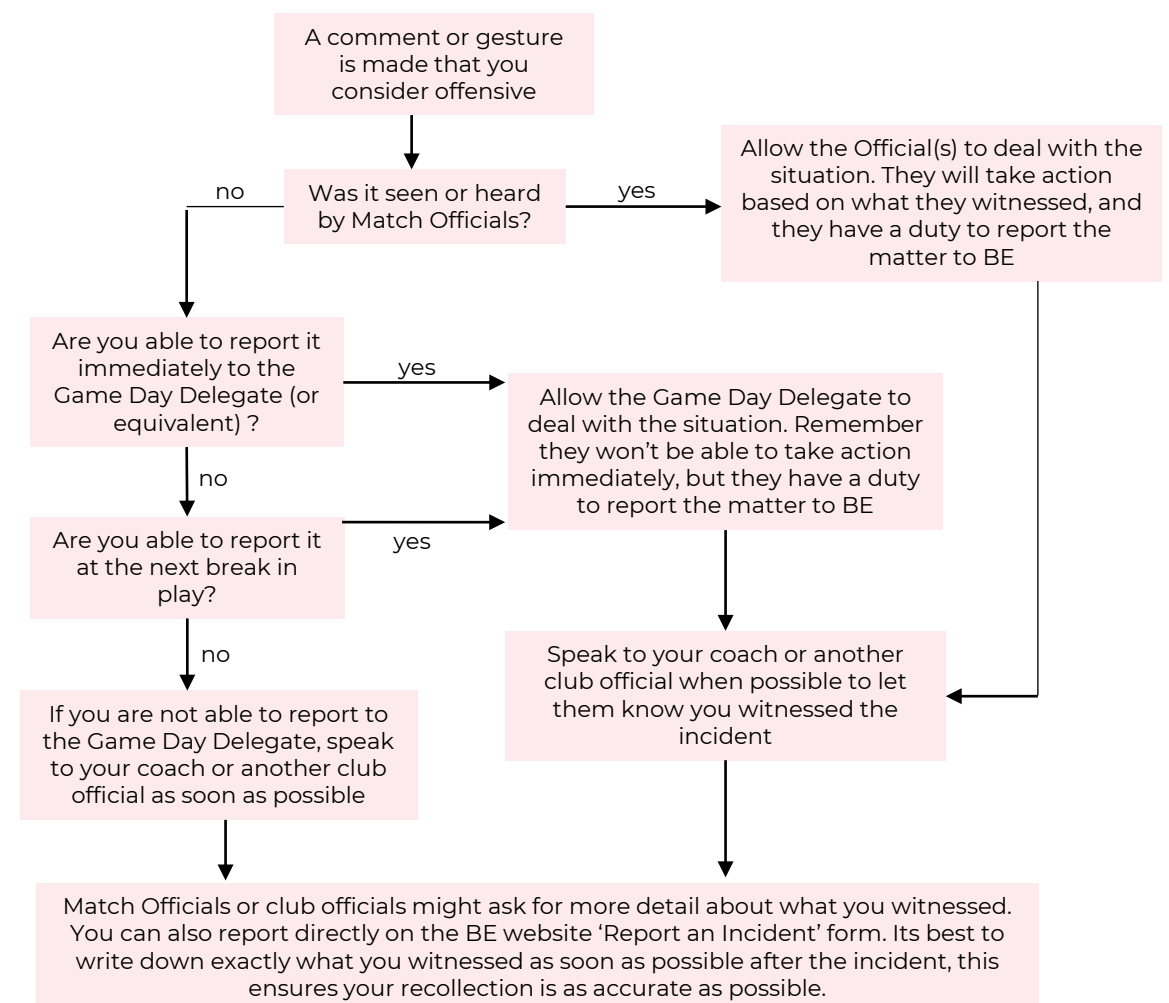 A comment or gesture
is made that you
consider offensive
no
Was it seen or heard
by Match Officials?
yes
Allow the Official(s) to deal with the
situation. They will take action
based on what they witnessed, and
they have a duty to report the
matter to BE
Are you able to report it
immediately to the
Game Day Delegate (or
equivalent) ?
yes
Allow the Game Day Delegate to
deal with the situation. Remember
they won’t be able to take action
immediately, but they have a duty
to report the matter to BE
no
Are you able to report it
at the next break in
play?
yes
no
Speak to your coach or another
club official when possible to let
them know you witnessed the
incident
If you are not able to report to
the Game Day Delegate, speak
to your coach or another club
official as soon as possible
Match Officials or club officials might ask for more detail about what you witnessed.
You can also report directly on the BE website ‘Report an Incident’ form. Its best to
write down exactly what you witnessed as soon as possible after the incident, this
ensures your recollection is as accurate as possible.